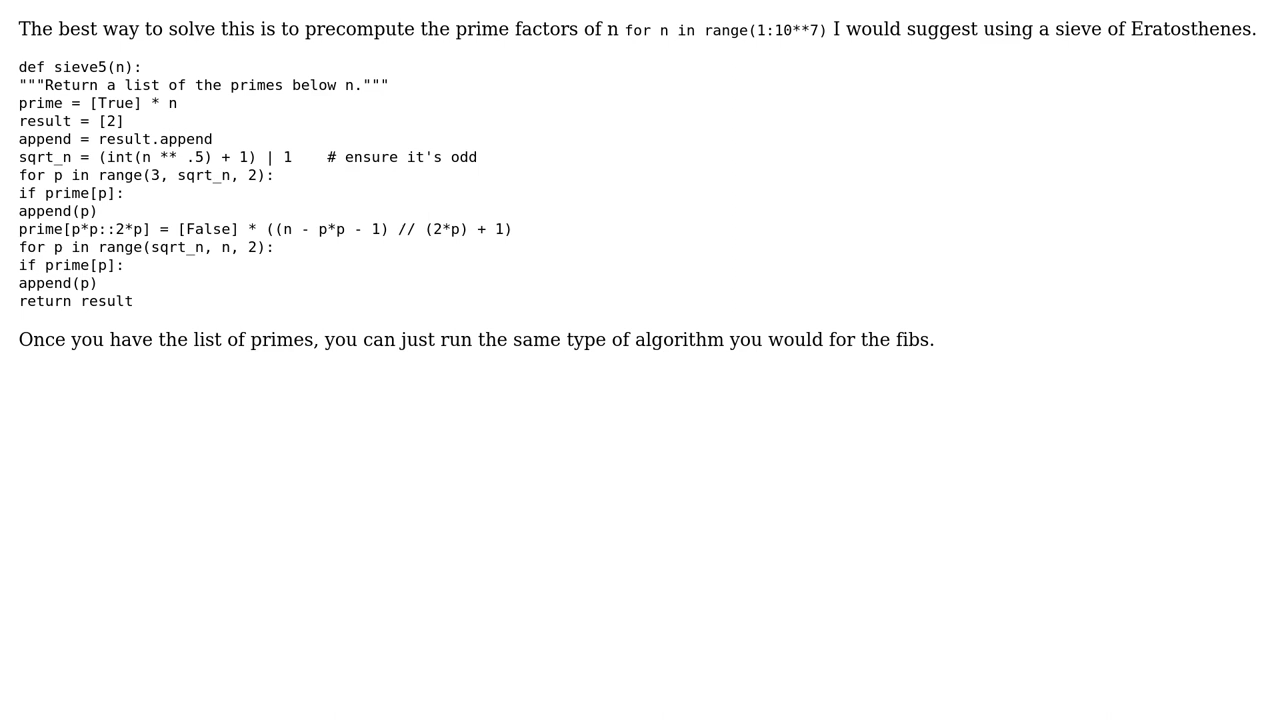 The best way to solve this is to precompute the prime factors of n for n in range(1:10**7) I would suggest using a sieve of Eratosthenes.
def sieve5(n):
"""Return a list of the primes below n."""
prime = [True] * n
result = [2]
append = result.append
sqrt_n = (int(n ** .5) + 1) | 1    # ensure it's odd
for p in range(3, sqrt_n, 2):
if prime[p]:
append(p)
prime[p*p::2*p] = [False] * ((n - p*p - 1) // (2*p) + 1)
for p in range(sqrt_n, n, 2):
if prime[p]:
append(p)
return result
Once you have the list of primes, you can just run the same type of algorithm you would for the fibs.